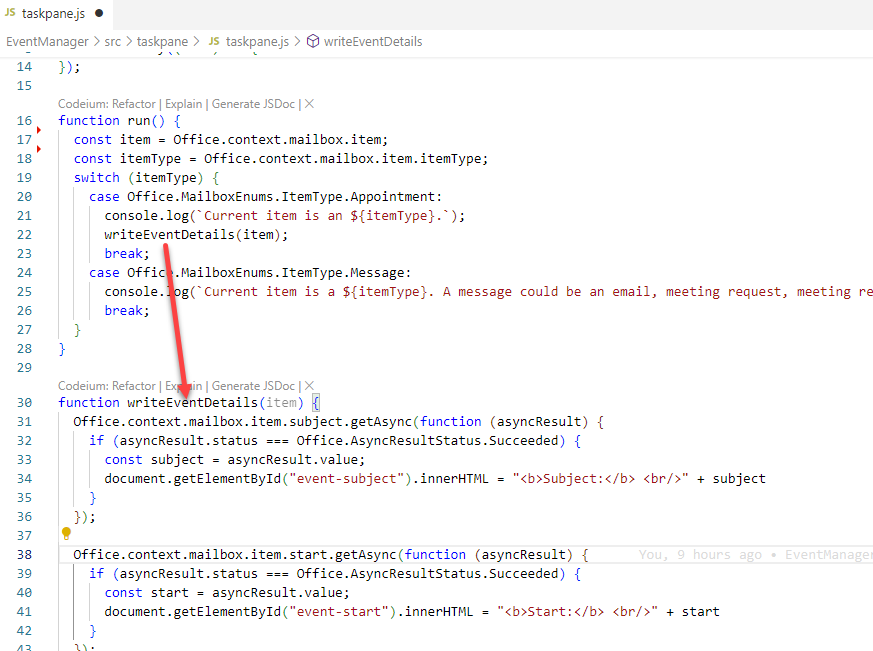 JS taskpane.js ●
EventManager > src > taskpane > JS taskpane.js > writeEventDetails
14 });
15
Codeium: Refactor | Explain | Generate JSDoc | ×
16 function run() {
17 const item = Office.context.mailbox.item;
18 const itemType = Office.context.mailbox.item.itemType;
19 switch (itemType) {
20 case Office.MailboxEnums.ItemType.Appointment:
21 console.log(`Current item is an ${itemType}.`);
22 writeEventDetails(item);
23 break;
24 case Office.MailboxEnums.ItemType.Message:
25 console.log(`Current item is a ${itemType}. A message could be an email, meeting request, meeting re
26 break;
27 }
28 }
29
Codeium: Refactor | Explain | Generate JSDoc | ×
30 function writeEventDetails(item) {
31 Office.context.mailbox.item.subject.getAsync(function (asyncResult) {
32 if (asyncResult.status === Office.AsyncResultStatus.Succeeded) {
33 const subject = asyncResult.value;
34 document.getElementById("event-subject").innerHTML = "<b>Subject:</b> <br/>" + subject
35 }
36 });
37
38 Office.context.mailbox.item.start.getAsync(function (asyncResult) { You, 9 hours ago • EventManager
39 if (asyncResult.status === Office.AsyncResultStatus.Succeeded) {
40 const start = asyncResult.value;
41 document.getElementById("event-start").innerHTML = "<b>Start:</b> <br/>" + start
42 }
43 });